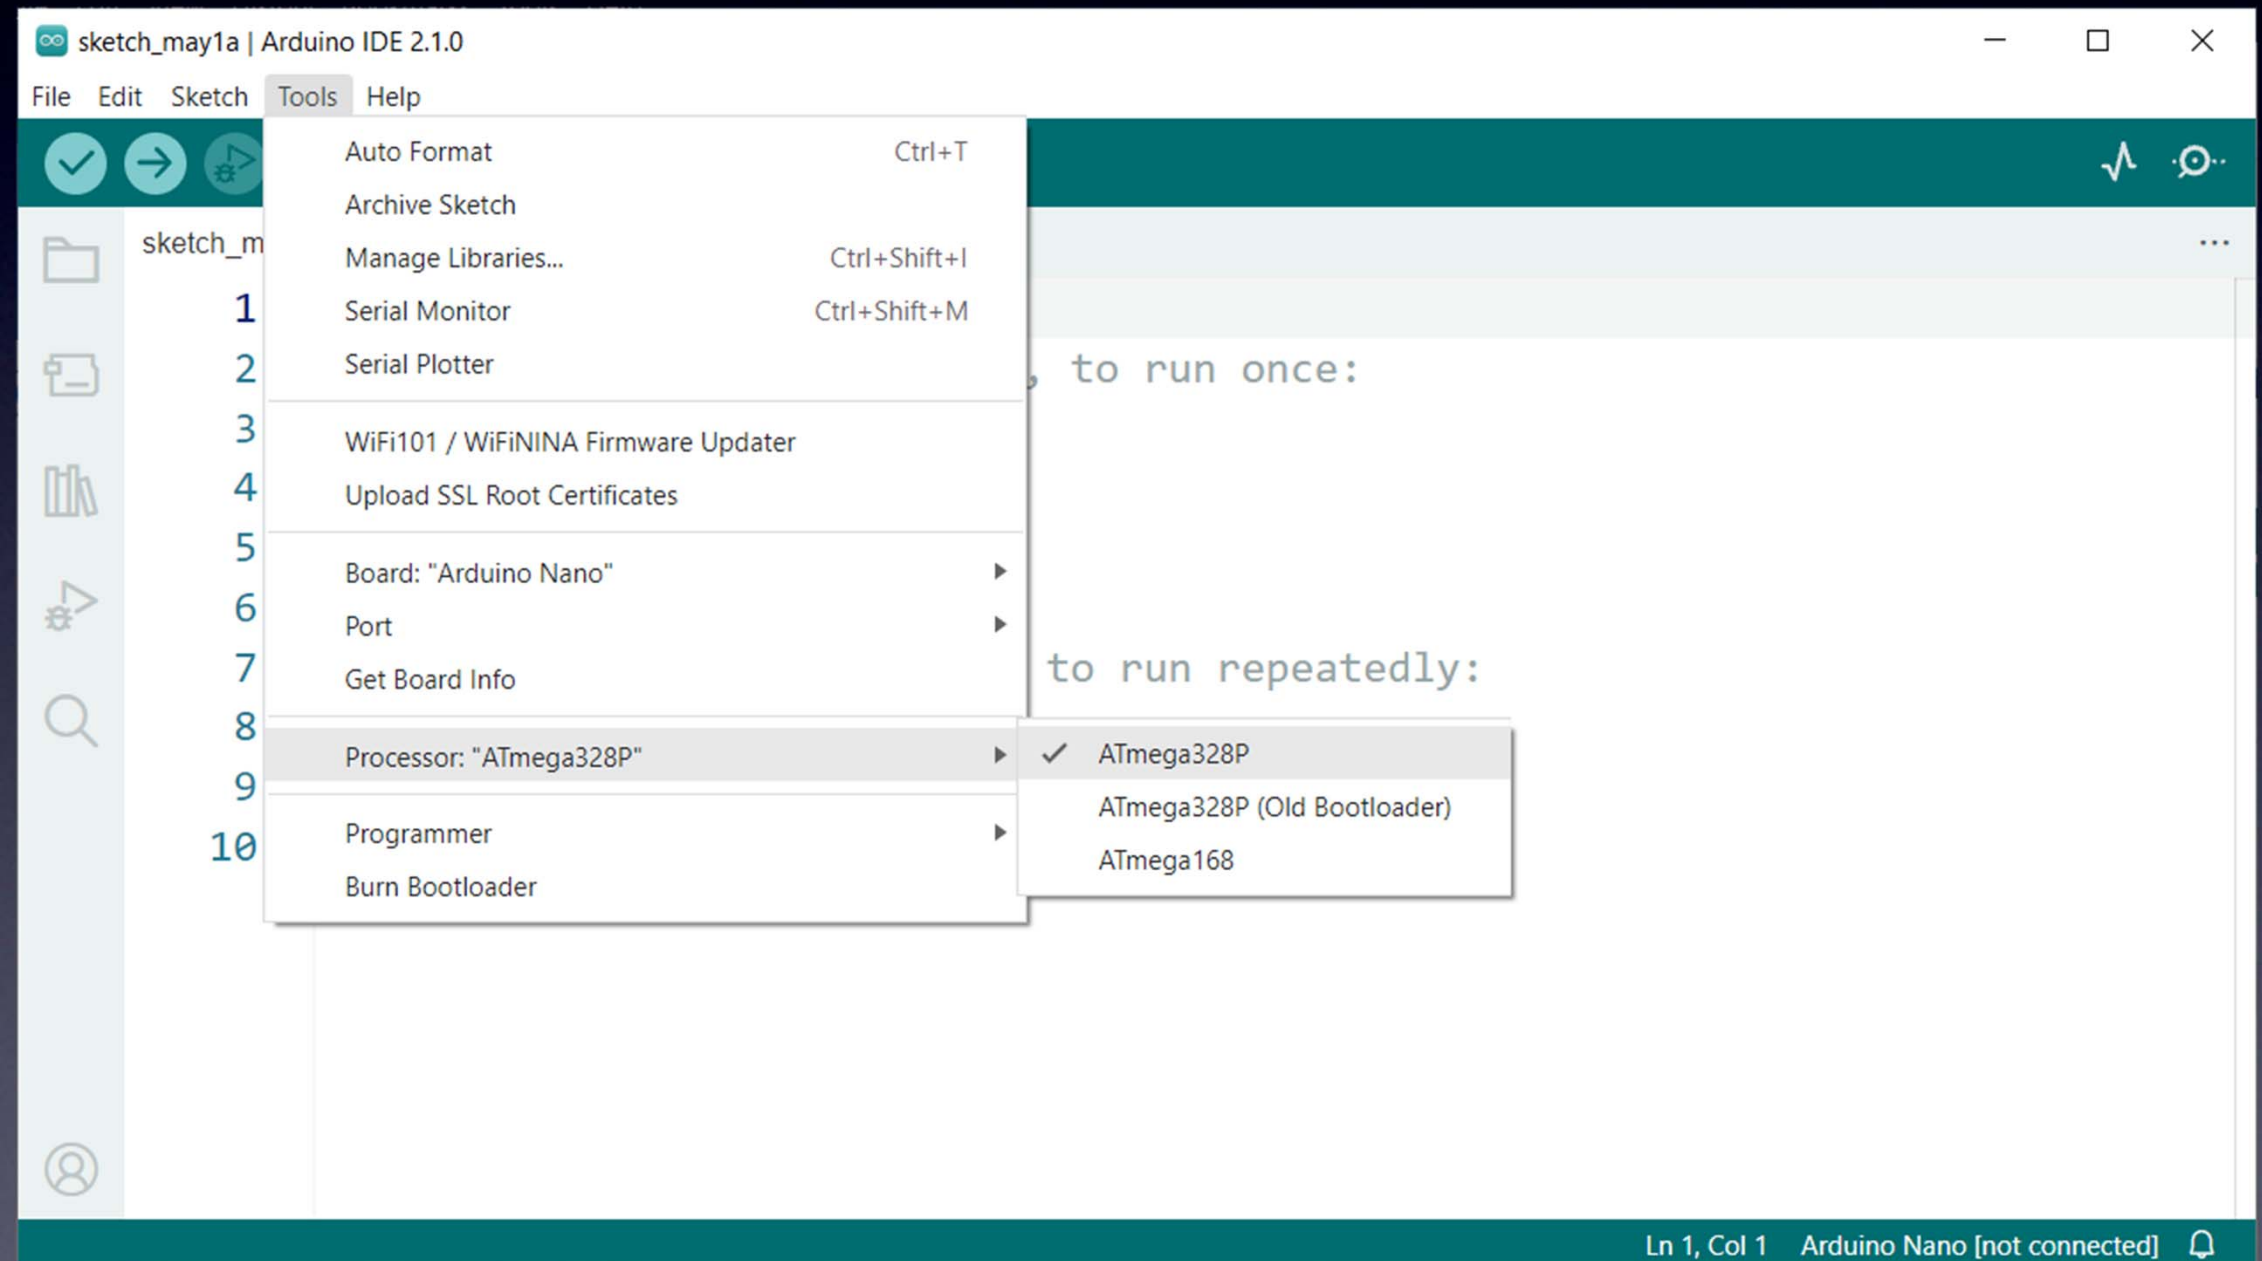 sketch_may1a | Arduino IDE 2.1.0
File Edit Sketch Tools Help
Auto Format Ctrl+T
Archive Sketch
sketch_m
Manage Libraries... Ctrl+Shift+I
1 Serial Monitor Ctrl+Shift+M
Serial Plotter
2 , to run once:
3
WiFi101 / WiFiNINA Firmware Updater
4 Upload SSL Root Certificates
5
Board: "Arduino Nano"
6
Port
7 to run repeatedly:
Get Board Info
8
Processor: "ATmega328P" ATmega328P
9
ATmega328P (Old Bootloader)
Programmer
10 ATmega168
Burn Bootloader
Ln 1, Col 1 Arduino Nano [not connected]